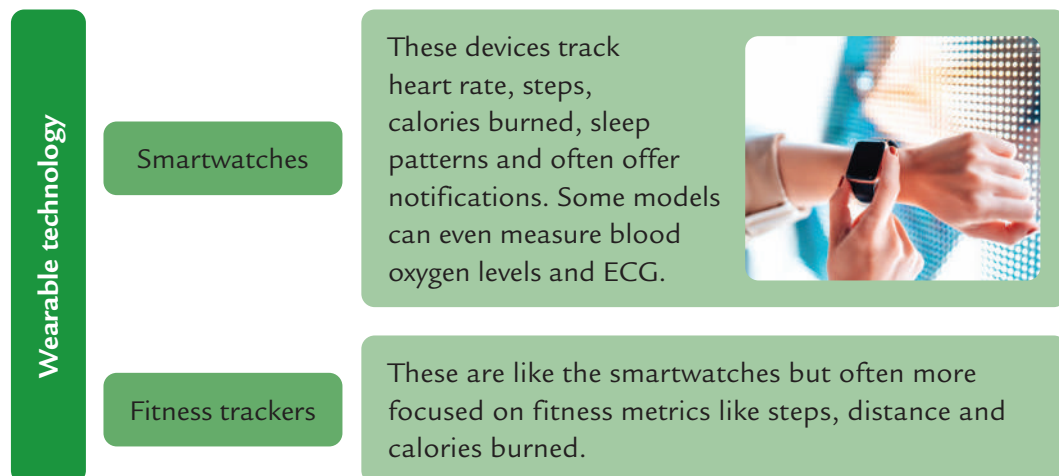 Wearable technology
Smartwatches
These devices track
heart rate, steps,
calories burned, sleep
patterns and often offer
notifications. Some models
can even measure blood
oxygen levels and ECG.
Fitness trackers
These are like the smartwatches but often more
focused on fitness metrics like steps, distance and
calories burned.